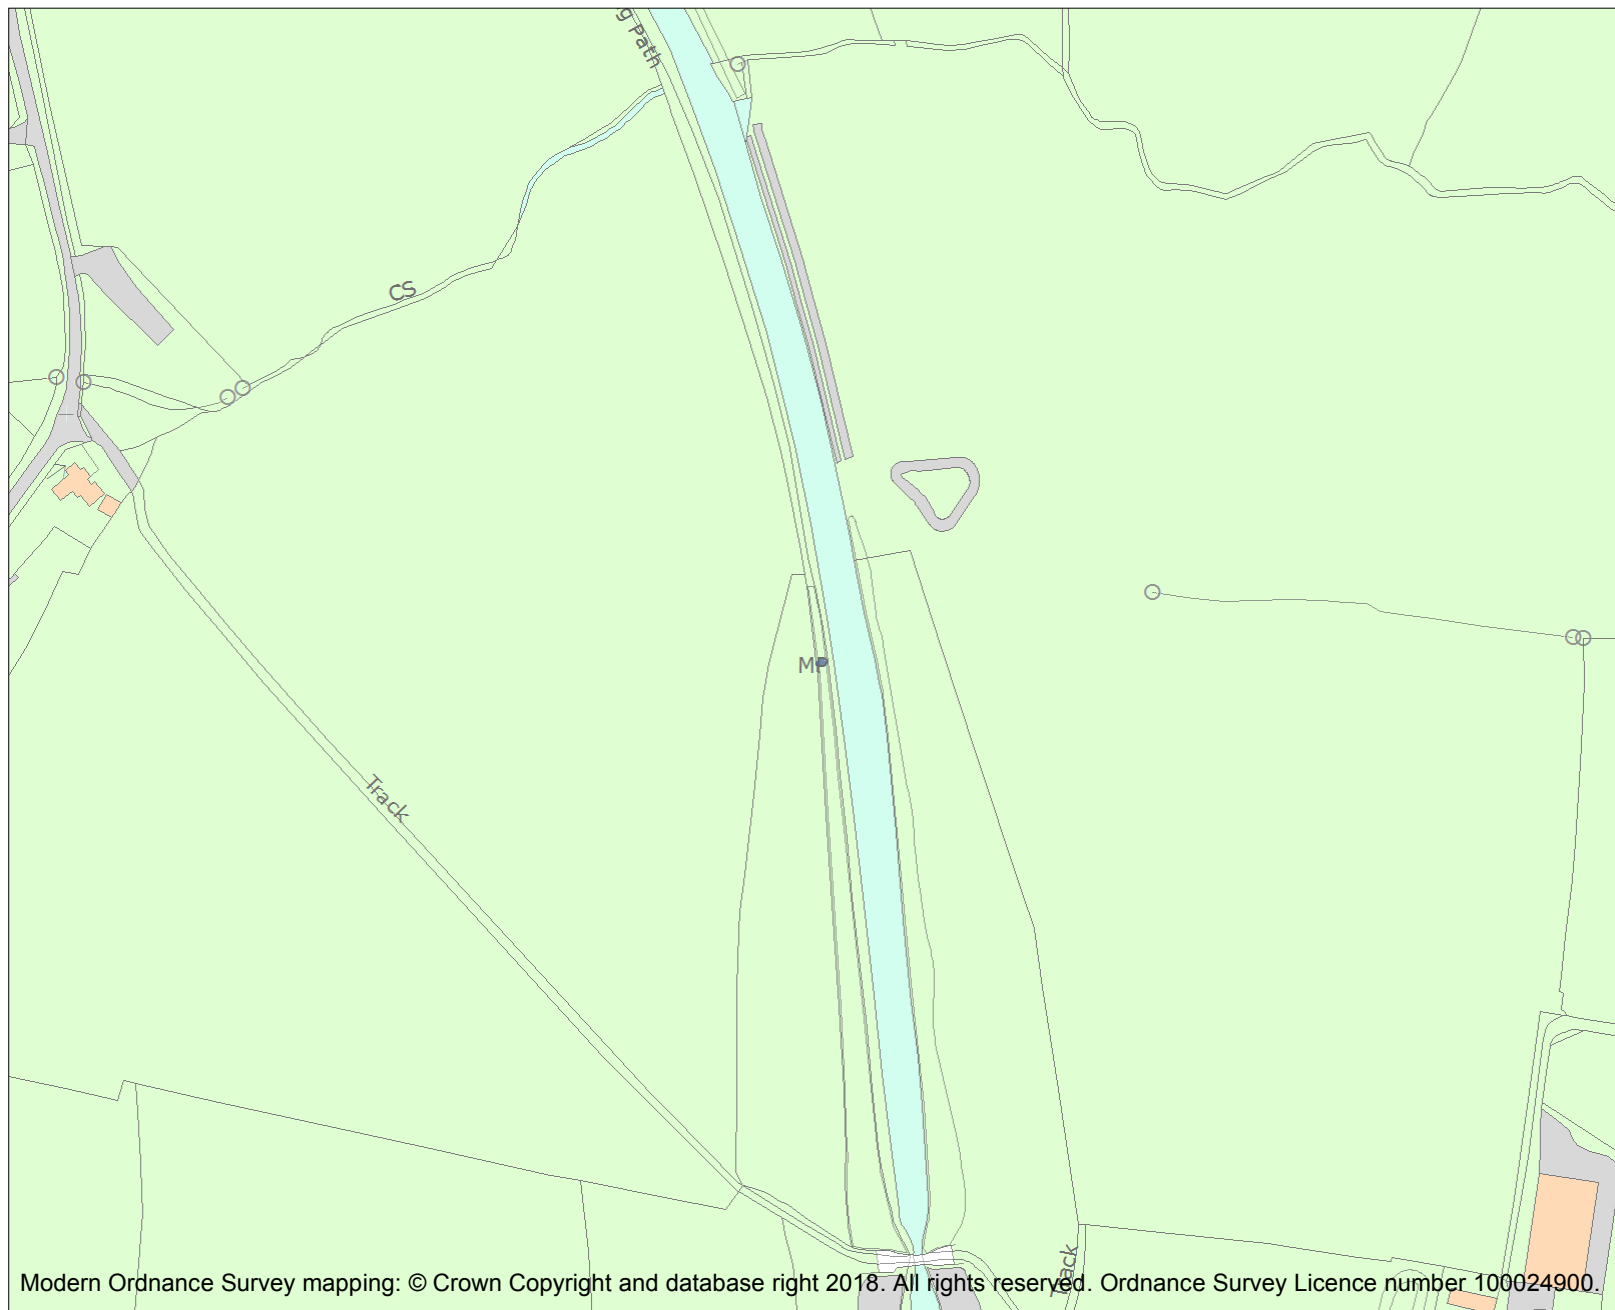 g Path
CS
MP
Track
Track
Modern Ordnance Survey mapping: © Crown Copyright and database right 2018. All rights reserved. Ordnance Survey Licence number 100024900.